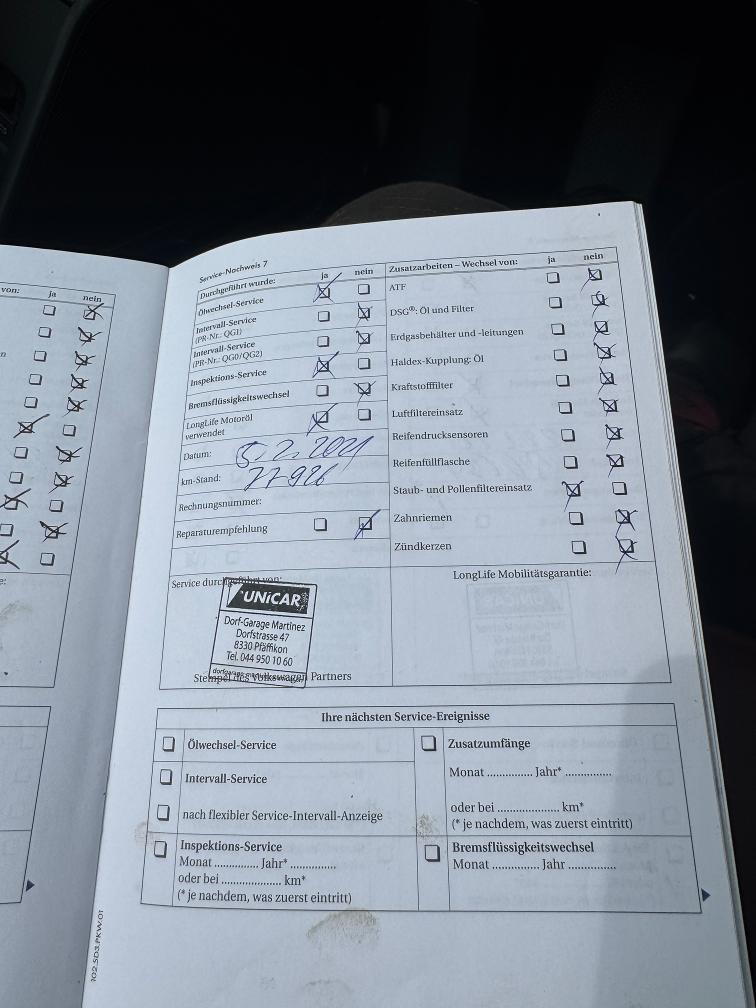 von:
ja nein
n
e:
Service-Nachweis 7
Durchgeführt wurde: ja nein
Ölwechsel-Service
Intervall-Service
(PR-Nr.: QG1)
Intervall-Service
(PR-Nr.: QG0/QG2)
Inspektions-Service
Bremsflüssigkeitswechsel
LongLife Motoröl
verwendet
Datum: 5.2.2021
km-Stand: 77926
Rechnungsnummer:
Reparaturempfehlung
Zusatzarbeiten – Wechsel von: ja nein
ATF
DSG®: Öl und Filter
Erdgasbehälter und -leitungen
Haldex-Kupplung: Öl
Kraftstofffilter
Luftfiltereinsatz
Reifendrucksensoren
Reifenfüllflasche
Staub- und Pollenfiltereinsatz
Zahnriemen
Zündkerzen
Service durchgeführt von:
UNiCAR
Dorf-Garage Martinez
Dorfstrasse 47
8330 Pfäffikon
Tel. 044 950 10 60
Stempel des Volkswagen Partners
LongLife Mobilitätsgarantie:
Ihre nächsten Service-Ereignisse
Ölwechsel-Service
Intervall-Service
nach flexibler Service-Intervall-Anzeige
Inspektions-Service
Monat .............. Jahr* ..............
oder bei .................... km*
(* je nachdem, was zuerst eintritt)
Zusatzumfänge
Monat .............. Jahr* ..............
oder bei .................... km*
(* je nachdem, was zuerst eintritt)
Bremsflüssigkeitswechsel
Monat .............. Jahr ..............
102.5D3.PKW.01